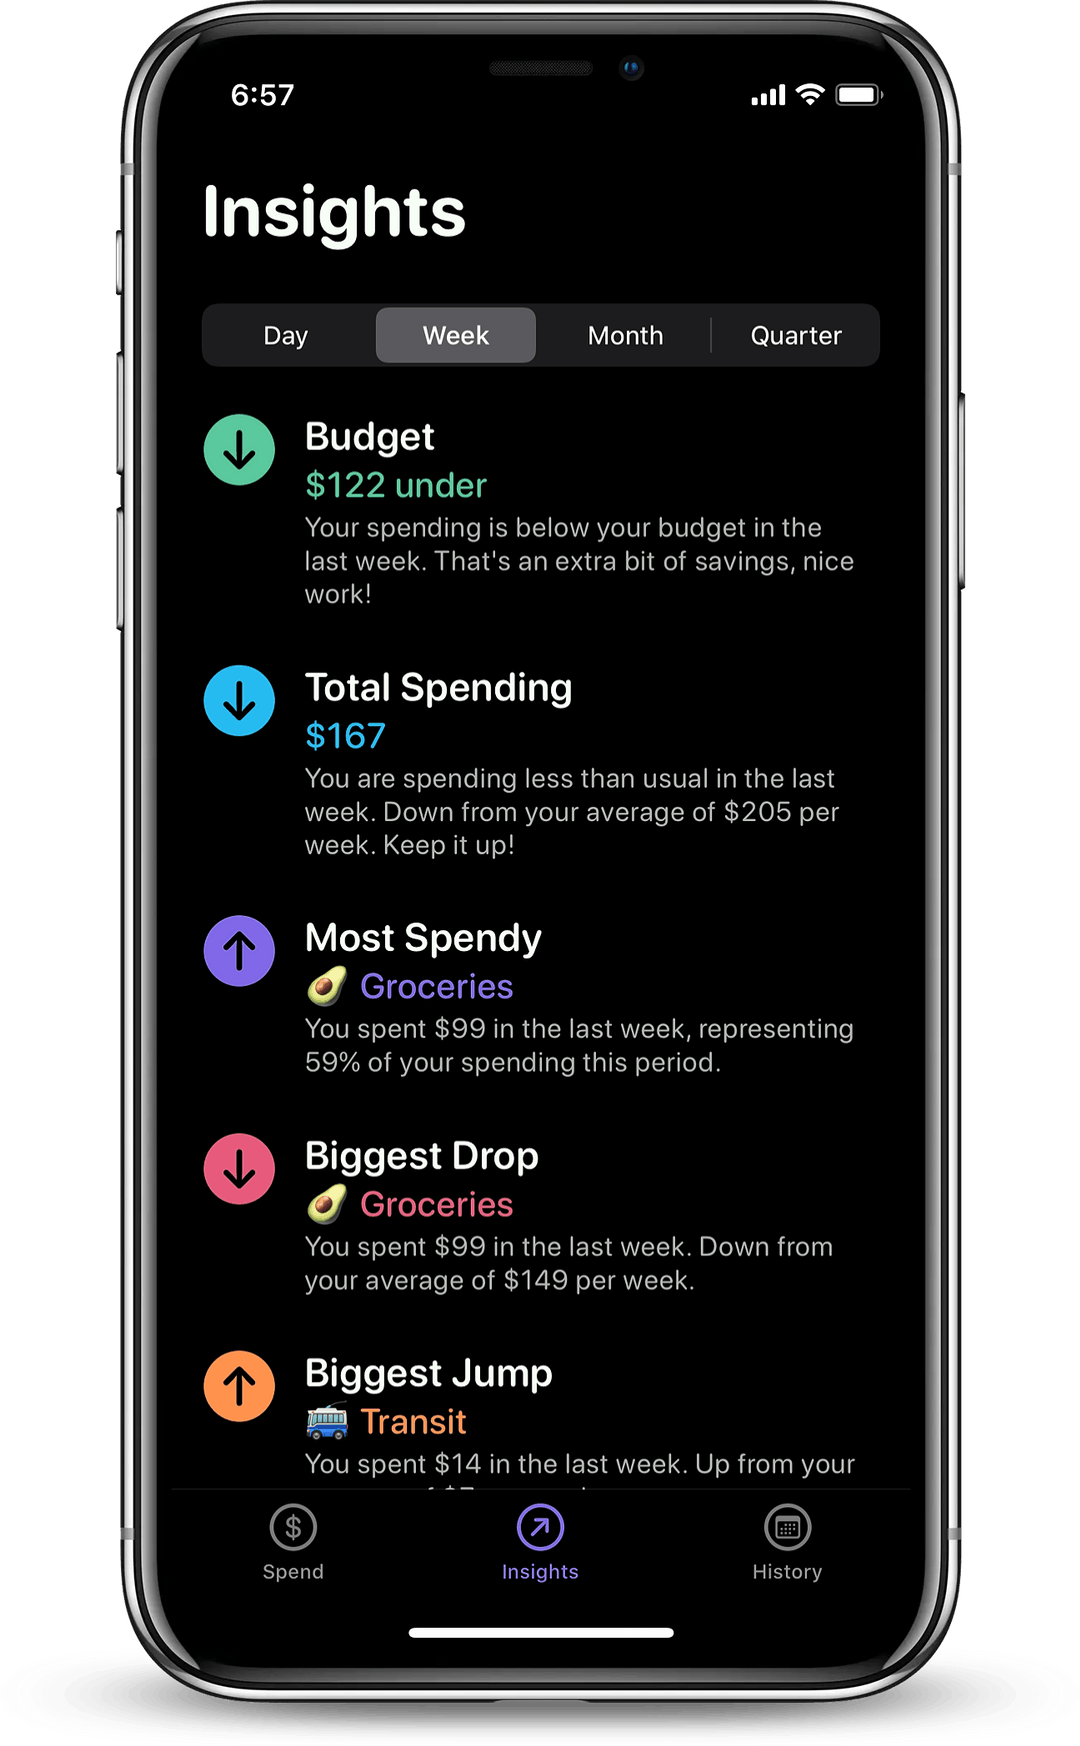 6:57
Insights
Day Week Month Quarter
Budget
$122 under
Your spending is below your budget in the
last week. That's an extra bit of savings, nice
work!
Total Spending
$167
You are spending less than usual in the last
week. Down from your average of $205 per
week. Keep it up!
Most Spendy
Groceries
You spent $99 in the last week, representing
59% of your spending this period.
Biggest Drop
Groceries
You spent $99 in the last week. Down from
your average of $149 per week.
Biggest Jump
Transit
You spent $14 in the last week. Up from your
$
Spend Insights History